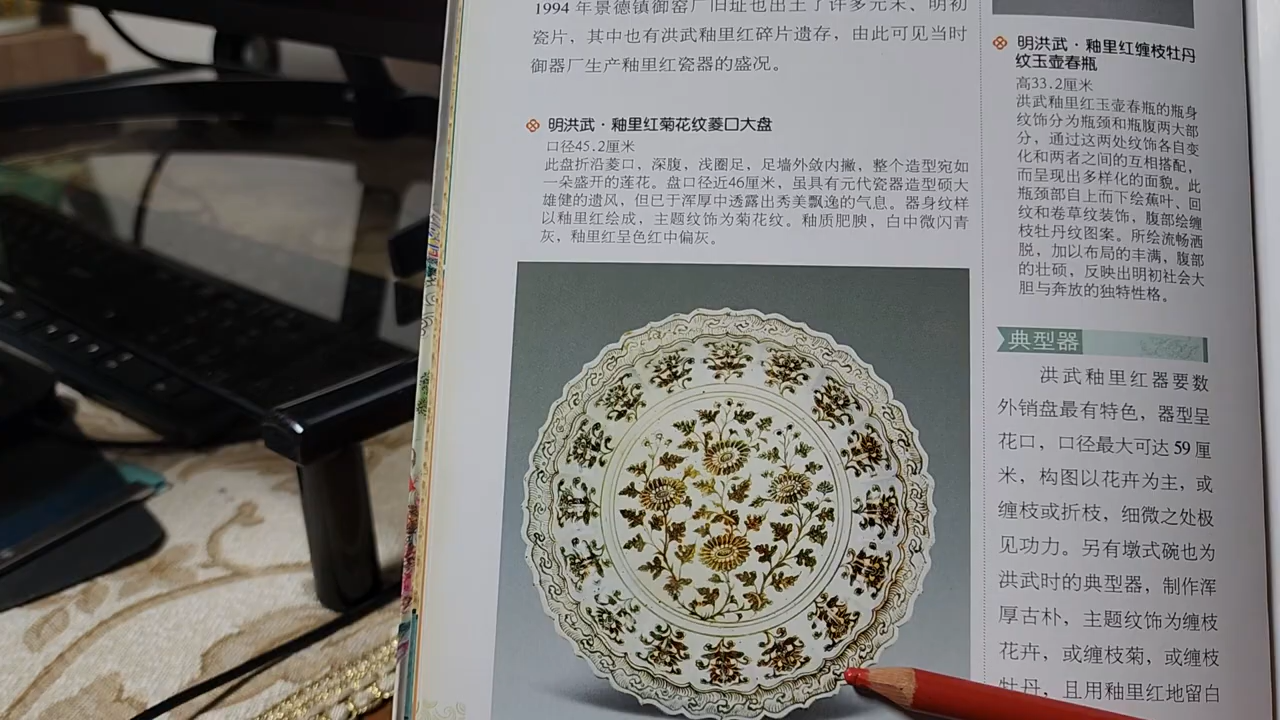 1994 年景德镇御窑厂旧址也出土了许多元末、明初
瓷片，其中也有洪武釉里红碎片遗存，由此可见当时
御器厂生产釉里红瓷器的盛况。
明洪武·釉里红菊花纹菱口大盘
口径45.2厘米
此盘折沿菱口，深腹，浅圈足，足墙外敛内撇，整个造型宛如
一朵盛开的莲花。盘口径近46厘米，虽具有元代瓷器造型硕大
雄健的遗风，但已于浑厚中透露出秀美飘逸的气息。器身纹样
以釉里红绘成，主题纹饰为菊花纹。釉质肥腴，白中微闪青
灰，釉里红呈色红中偏灰。
明洪武·釉里红缠枝牡丹
纹玉壶春瓶
高33.2厘米
洪武釉里红玉壶春瓶的瓶身
纹饰分为瓶颈和瓶腹两大部
分，通过这两处纹饰各自变
化和两者之间的互相搭配，
而呈现出多样化的面貌。此
瓶颈部自上而下绘蕉叶、回
纹和卷草纹装饰，腹部绘缠
枝牡丹纹图案。所绘流畅洒
脱，加以布局的丰满，腹部
的壮硕，反映出明初社会大
胆与奔放的独特性格。
典型器
洪武釉里红器要数
外销盘最有特色，器型呈
花口，口径最大可达 59 厘
米，构图以花卉为主，或
缠枝或折枝，细微之处极
见功力。另有墩式碗也为
洪武时的典型器，制作浑
厚古朴，主题纹饰为缠枝
花卉，或缠枝菊，或缠枝
牡丹，且用釉里红地留白